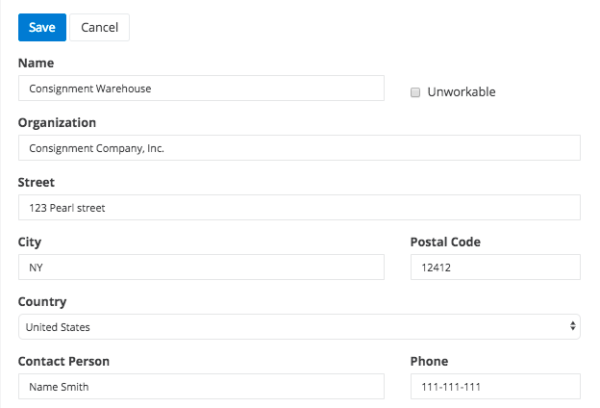 Save Cancel
Name
Consignment Warehouse
Unworkable
Organization
Consignment Company, Inc.
Street
123 Pearl street
City Postal Code
NY 12412
Country
United States
Contact Person Phone
Name Smith 111-111-111